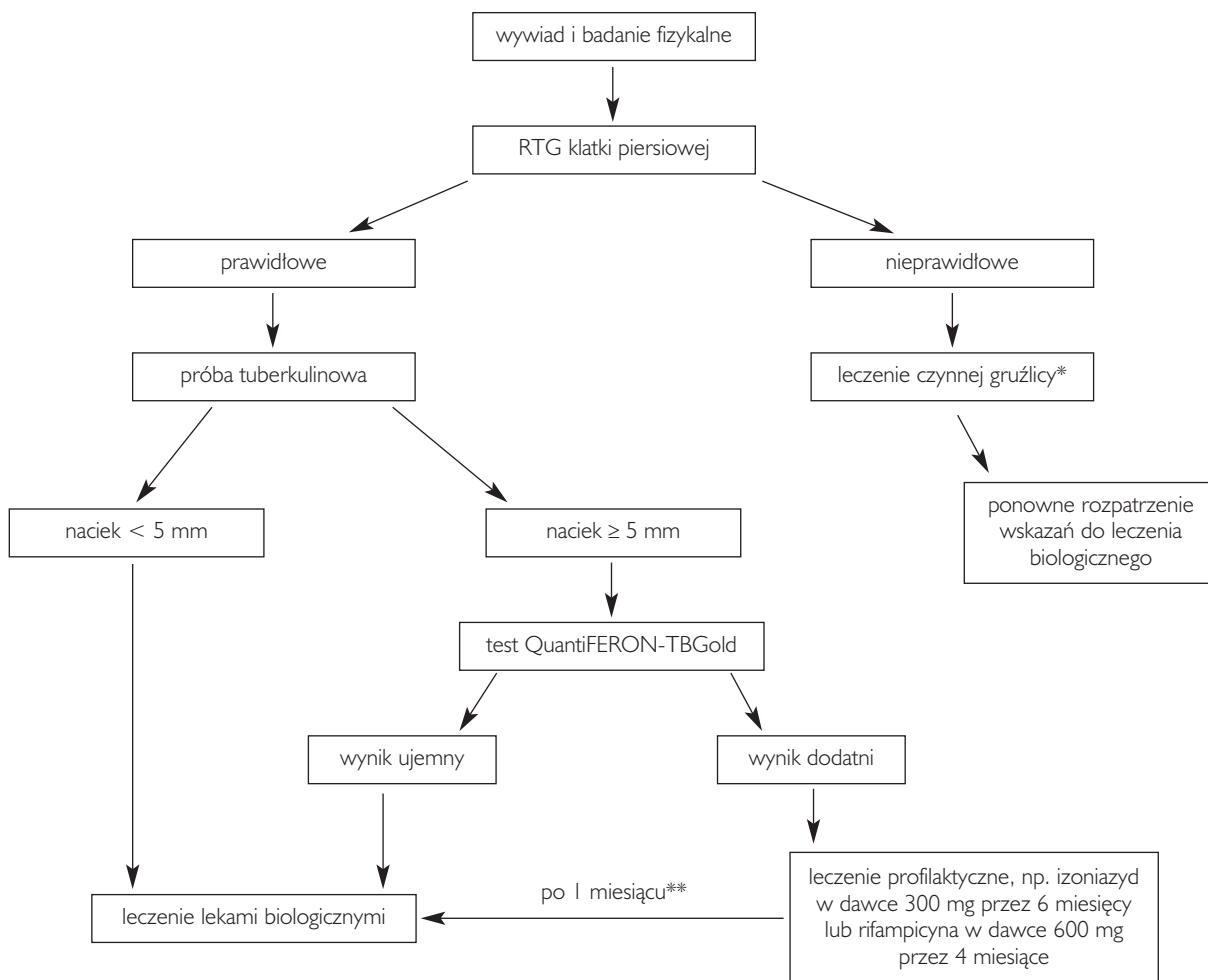 wywiad i badanie fizykalne
RTG klatki piersiowej
prawidłowe
nieprawidłowe
próba tuberkulinowa
leczenie czynnej gruźlicy*
naciek < 5 mm
naciek ≥ 5 mm
ponowne rozpatrzenie
wskazań do leczenia
biologicznego
test QuantiFERON-TBGold
wynik ujemny
wynik dodatni
leczenie lekami biologicznymi
po 1 miesiącu**
leczenie profilaktyczne, np. izoniazyd
w dawce 300 mg przez 6 miesięcy
lub rifampicyna w dawce 600 mg
przez 4 miesiące